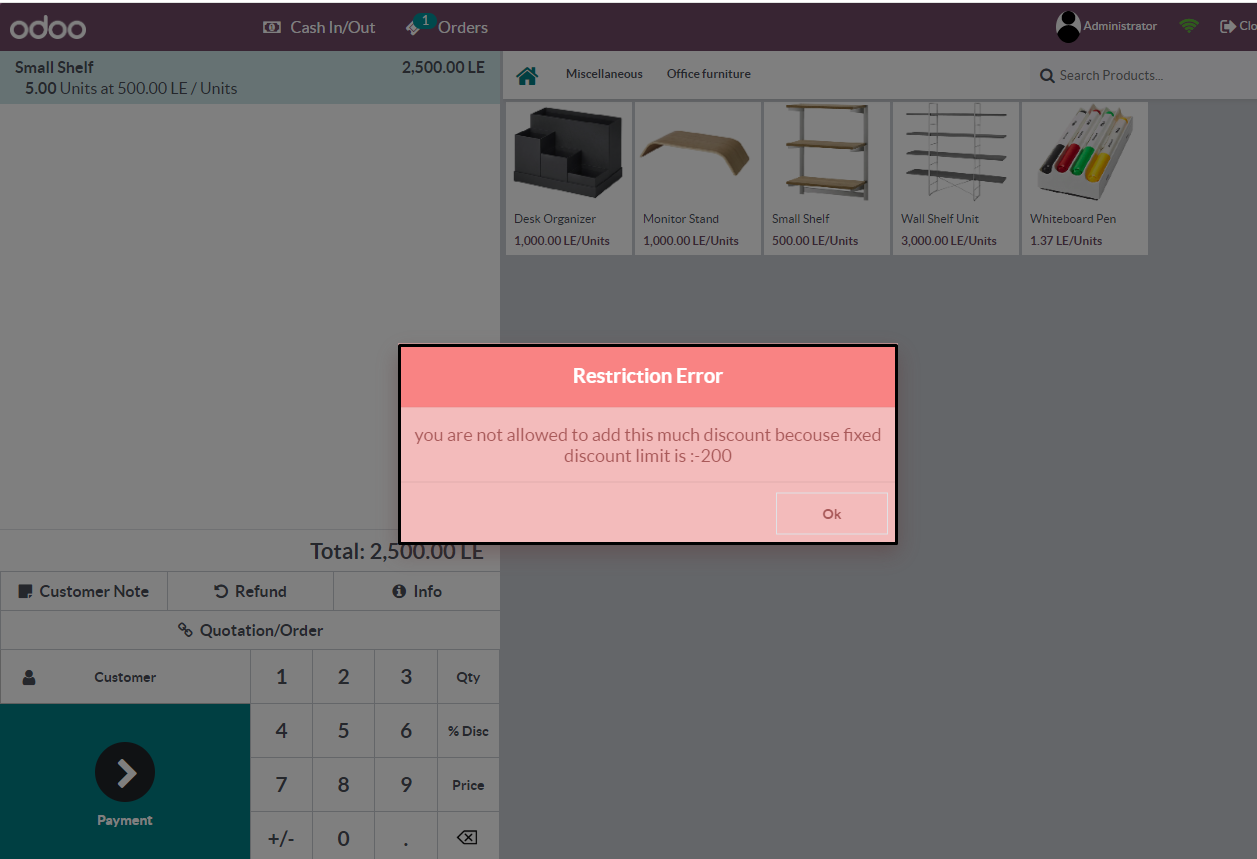 odoo
Cash In/Out
1
Orders
Administrator
Clo
Small Shelf 2,500.00 LE
5.00 Units at 500.00 LE / Units
Miscellaneous
Office furniture
Search Products...
Desk Organizer
1,000.00 LE/Units
Monitor Stand
1,000.00 LE/Units
Small Shelf
500.00 LE/Units
Wall Shelf Unit
3,000.00 LE/Units
Whiteboard Pen
1.37 LE/Units
Restriction Error
you are not allowed to add this much discount becouse fixed
discount limit is :-200
Ok
Total: 2,500.00 LE
Customer Note
Refund
Info
Quotation/Order
Customer
1 2 3 Qty
4 5 6 % Disc
7 8 9 Price
+/- 0 .
Payment